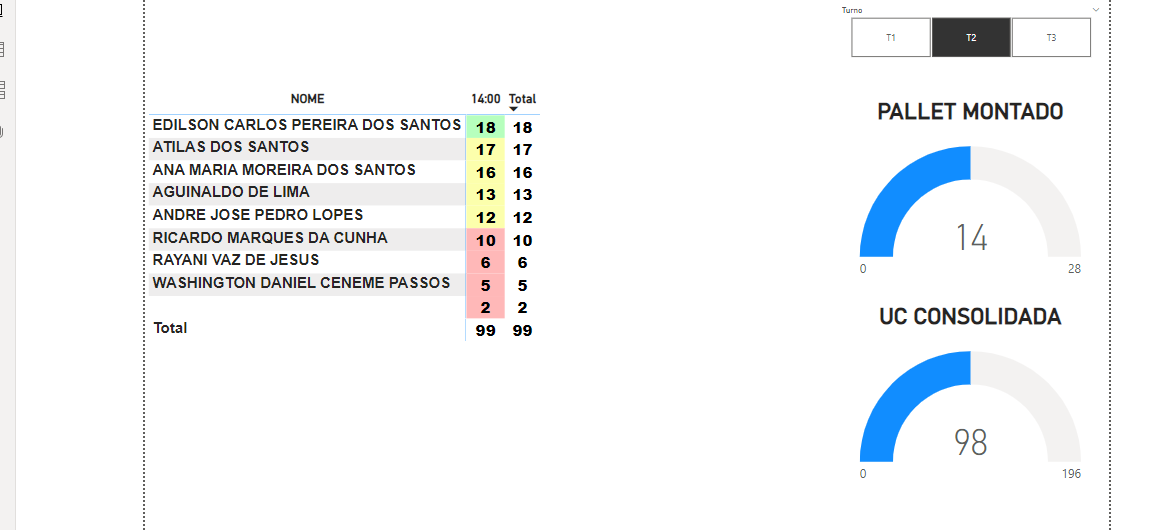 Turno
T1 T2 T3
NOME 14:00 Total
EDILSON CARLOS PEREIRA DOS SANTOS 18 18
ATILAS DOS SANTOS 17 17
ANA MARIA MOREIRA DOS SANTOS 16 16
AGUINALDO DE LIMA 13 13
ANDRE JOSE PEDRO LOPES 12 12
RICARDO MARQUES DA CUNHA 10 10
RAYANI VAZ DE JESUS 6 6
WASHINGTON DANIEL CENEME PASSOS 5 5
2 2
Total 99 99
PALLET MONTADO
14
0 28
UC CONSOLIDADA
98
0 196